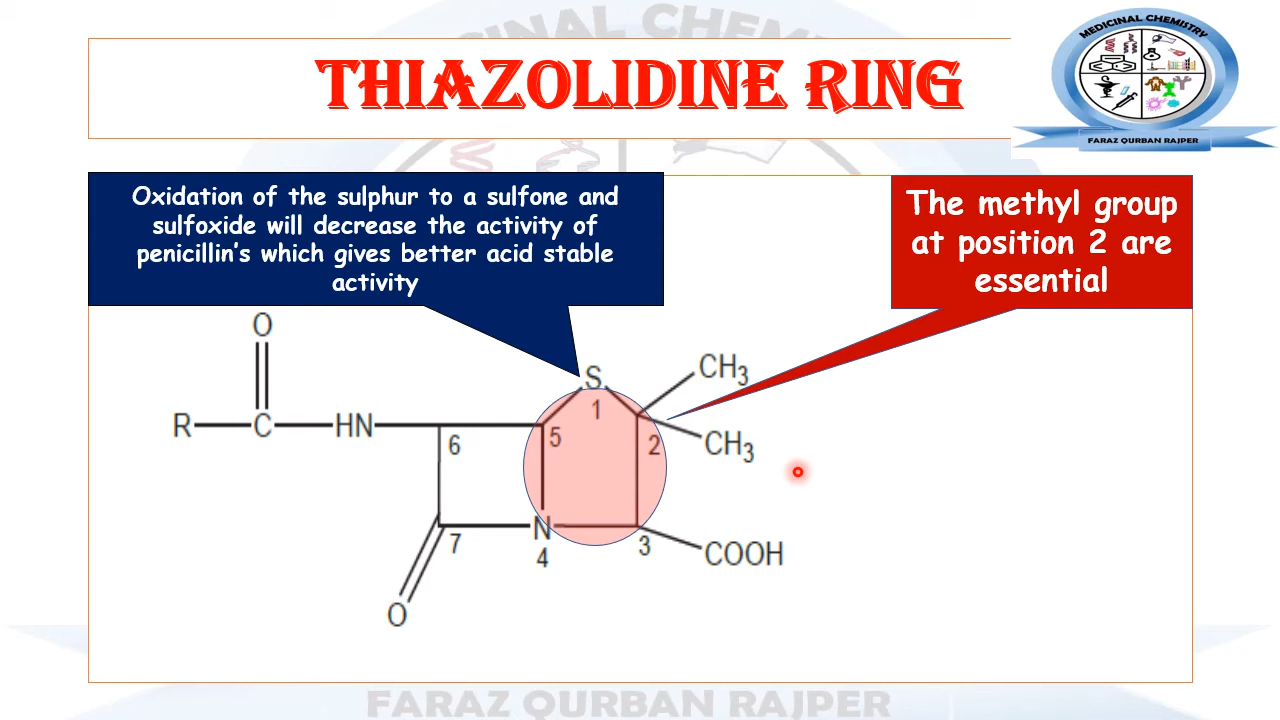 MEDICINAL CHEMISTRY
THIAZOLIDINE RING
MEDICINAL CHEMISTRY
FARAZ QURBAN RAJPER
Oxidation of the sulphur to a sulfone and
sulfoxide will decrease the activity of
penicillin's which gives better acid stable
activity
The methyl group
at position 2 are
essential
O
S
CH3
R
C
HN
1
6
5
2
CH3
N
7
4
3
COOH
O
FARAZ QURBAN RAJPER